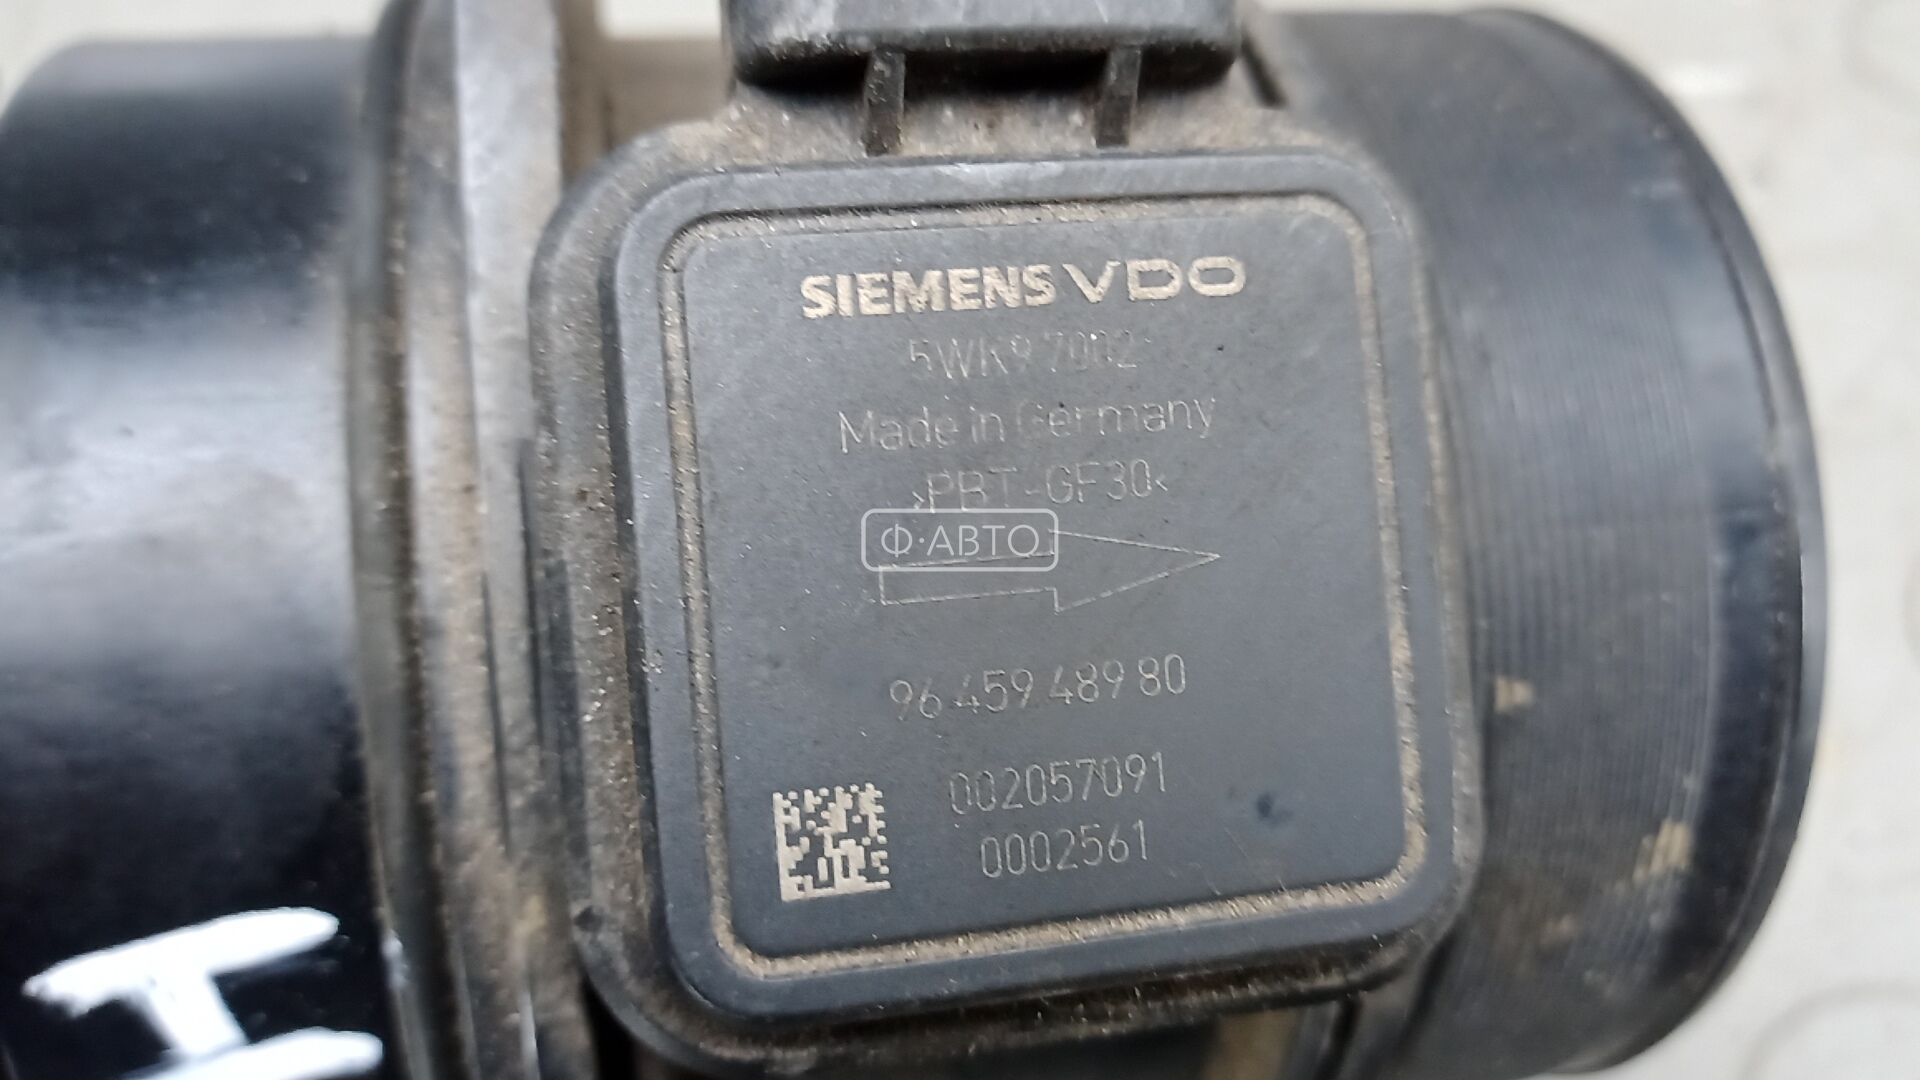 SIEMENS VDO
5WK9 7002
Made in Germany
>PBT-GF30<
Ф·АВТО
96 459 489 80
002057091
0002561